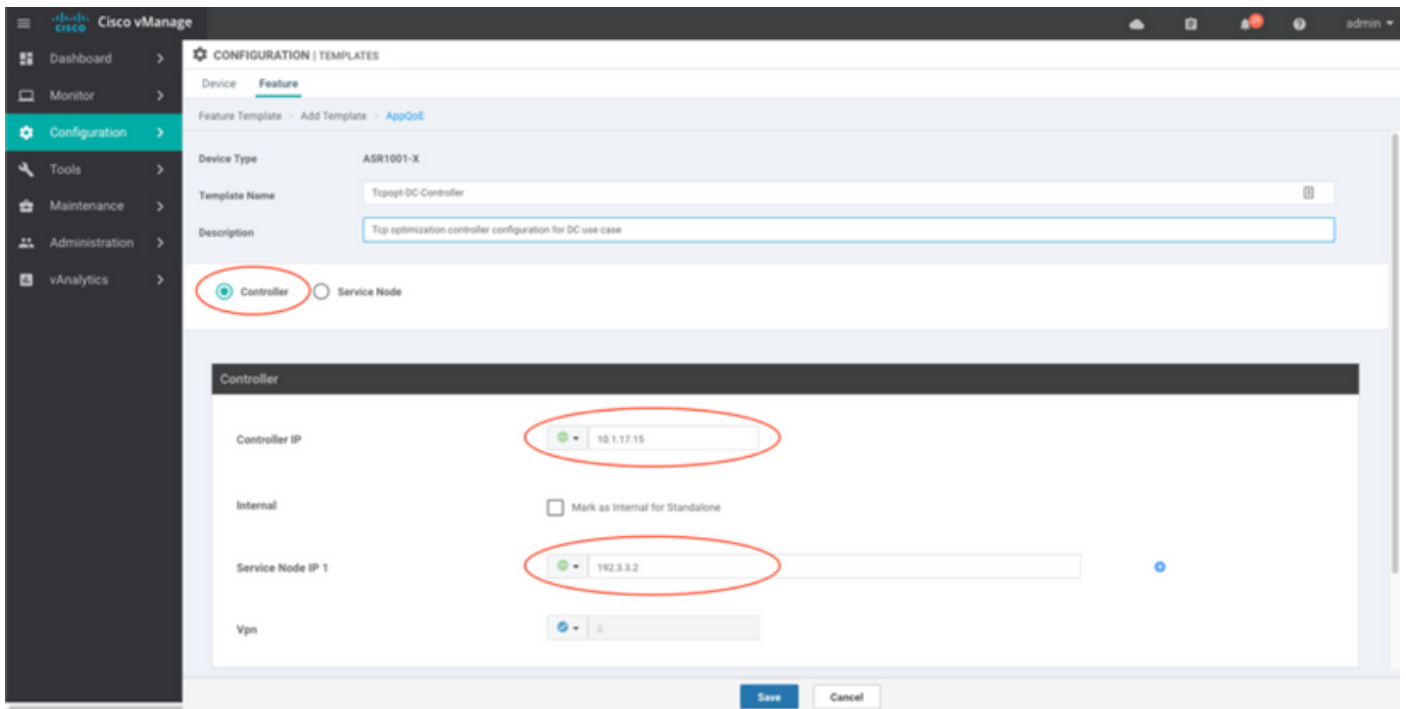 cisco Cisco vManage
admin
Dashboard
Monitor
Configuration
Tools
Maintenance
Administration
vAnalytics
CONFIGURATION | TEMPLATES
Device Feature
Feature Template > Add Template > AppQoE
Device Type ASR1001-X
Template Name Tcpopt-DC-Controller
Description Tcp optimization controller configuration for DC use case
Controller Service Node
Controller
Controller IP 10.1.17.15
Internal Mark as Internal for Standalone
Service Node IP 1 192.3.3.2
Vpn 0
Save Cancel